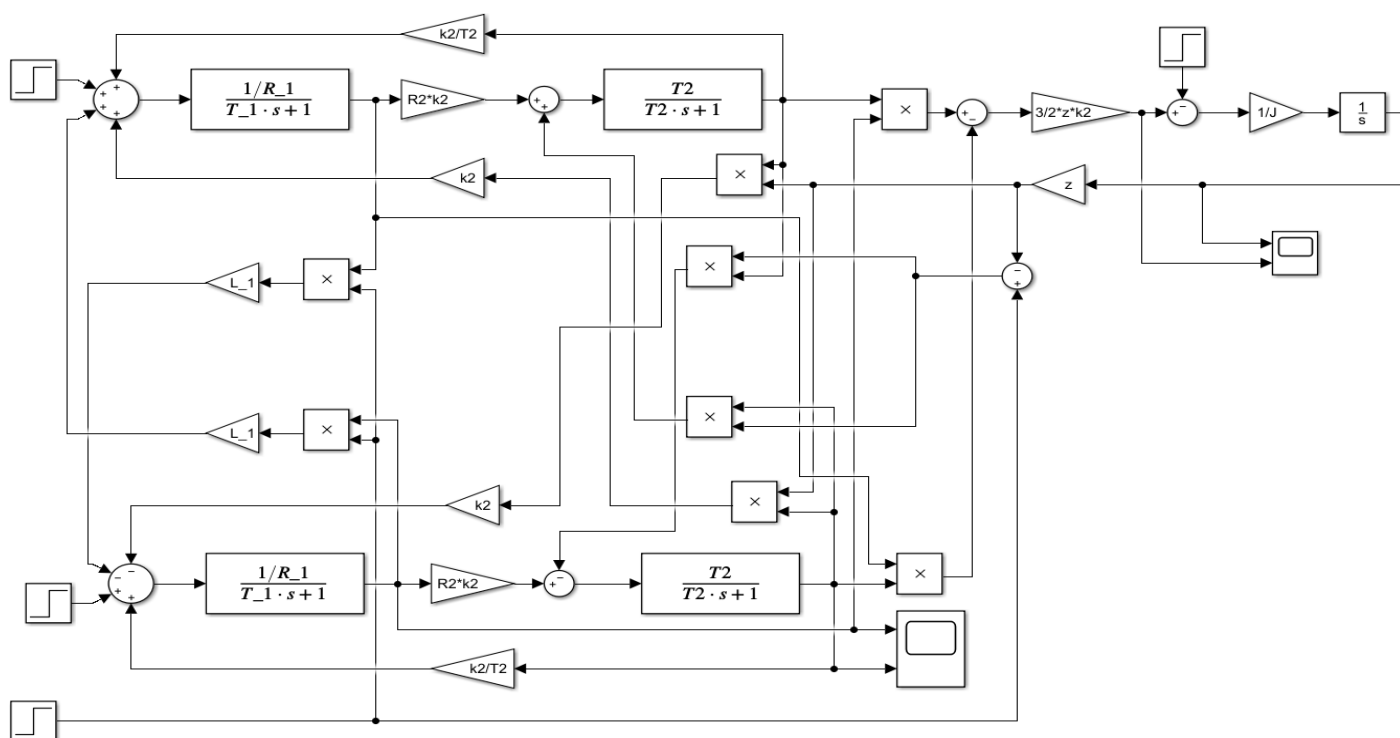 k2/T2
1/R_1
T_1 · s + 1
R2*k2
+
+
+
+
+
+
T2
T2 · s + 1
×
+
−
3/2*z*k2
+
−
1/J
1
s
k2
×
z
L_1
×
×
−
+
L_1
×
×
k2
×
−
−
+
+
1/R_1
T_1 · s + 1
R2*k2
+
−
T2
T2 · s + 1
×
k2/T2